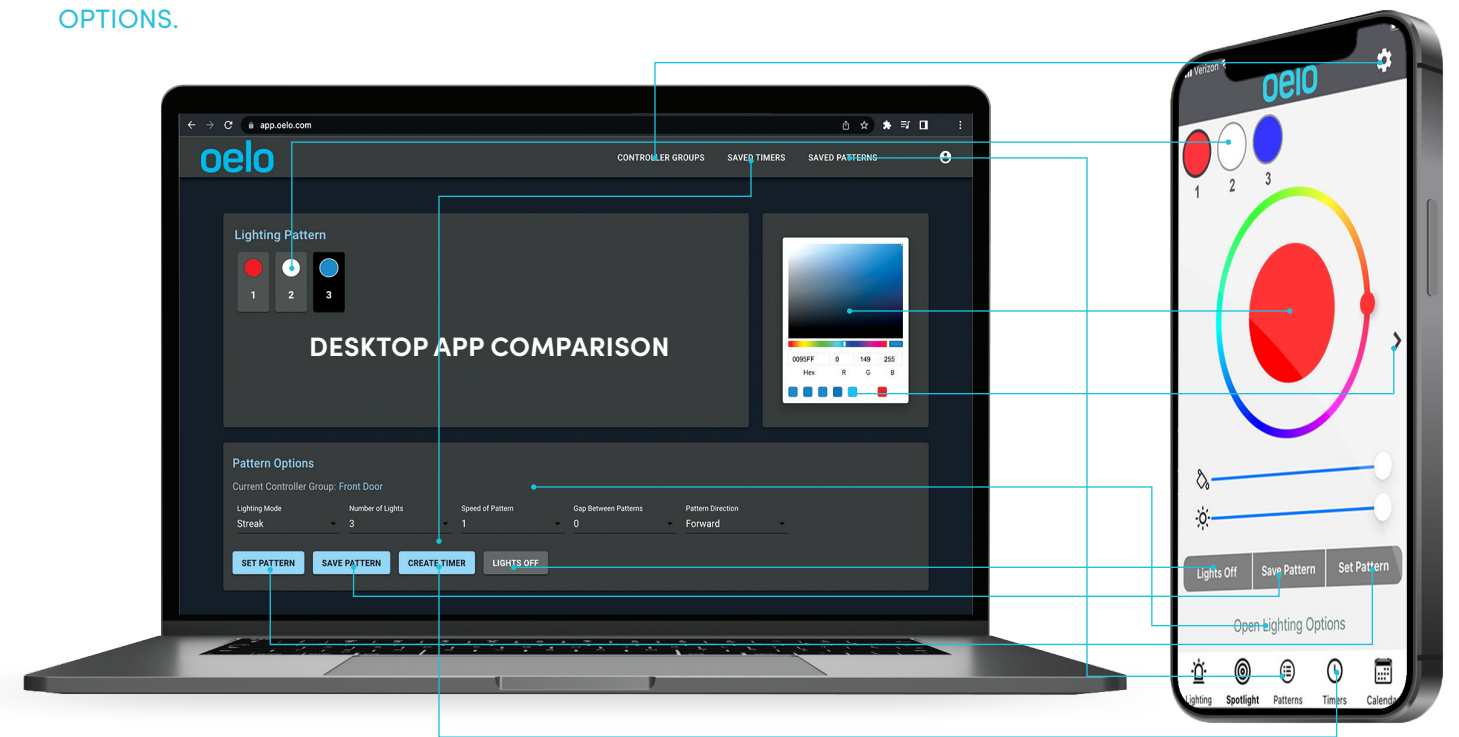 OPTIONS.
app.oelo.com
oelo
CONTROLLER GROUPS
SAVED TIMERS
SAVED PATTERNS
Lighting Pattern
1
2
3
DESKTOP APP COMPARISON
0095FF
0
149
255
Hex
R
G
B
Pattern Options
Current Controller Group: Front Door
Lighting Mode
Number of Lights
Speed of Pattern
Gap Between Patterns
Pattern Direction
Streak
3
1
0
Forward
SET PATTERN
SAVE PATTERN
CREATE TIMER
LIGHTS OFF
Verizon
oelo
1
2
3
Lights Off
Save Pattern
Set Pattern
Open Lighting Options
Lighting
Spotlight
Patterns
Timers
Calenda